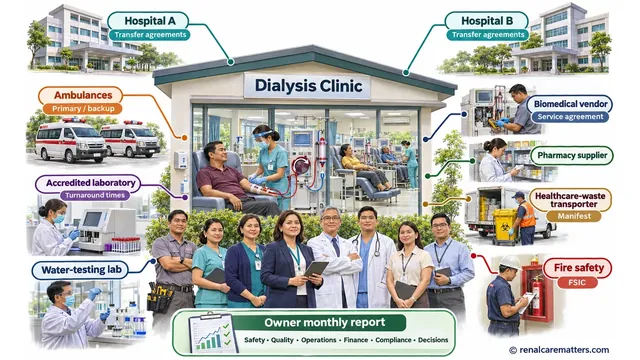 Hospital A
Transfer agreements
Hospital B
Transfer agreements
Dialysis Clinic
Ambulances
Primary / backup
Biomedical vendor
Service agreement
Pharmacy supplier
Accredited laboratory
Turnaround times
Healthcare-waste
transporter
Manifest
Water-testing lab
Fire safety
FSIC
Owner monthly report
Safety • Quality • Operations • Finance • Compliance • Decisions
© renalcarematters.com